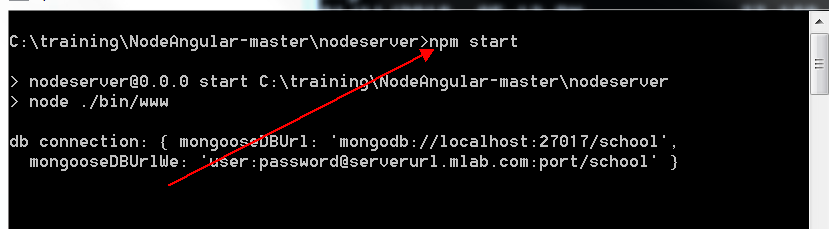 C:\training\NodeAngular-master\nodeserver>npm start
> nodeserver@0.0.0 start C:\training\NodeAngular-master\nodeserver
> node ./bin/www
db connection: { mongooseDBUrl: 'mongodb://localhost:27017/school',
mongooseDBUrlWe: 'user:password@serverurl.mlab.com:port/school' }